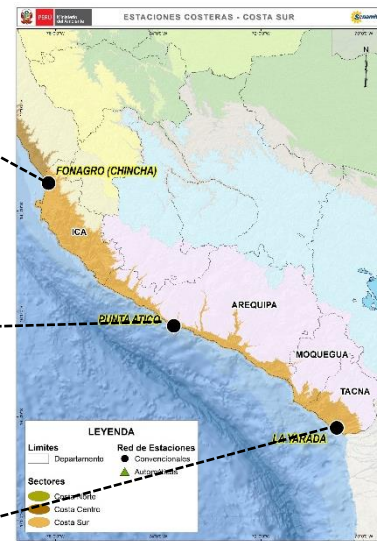 PERÚ Ministerio del Ambiente
ESTACIONES COSTERAS - COSTA SUR
Senamhi
N
FONAGRO (CHINCHA)
ICA
PUNTA ATICO
AREQUIPA
MOQUEGUA
TACNA
LA YARADA
LEYENDA
Límites
Departamento
Red de Estaciones
Convencionales
Automáticas
Sectores
Costa Norte
Costa Centro
Costa Sur